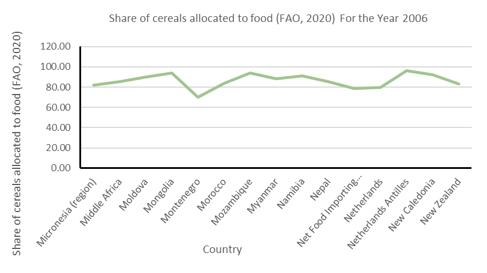 Share of cereals allocated to food (FAO, 2020) For the Year 2006
Share of cereals allocated to food (FAO, 2020)
120.00
100.00
80.00
60.00
40.00
20.00
0.00
Micronesia (region)
Middle Africa
Moldova
Mongolia
Montenegro
Morocco
Mozambique
Myanmar
Namibia
Nepal
Net Food Importing...
Netherlands
Netherlands Antilles
New Caledonia
New Zealand
Country